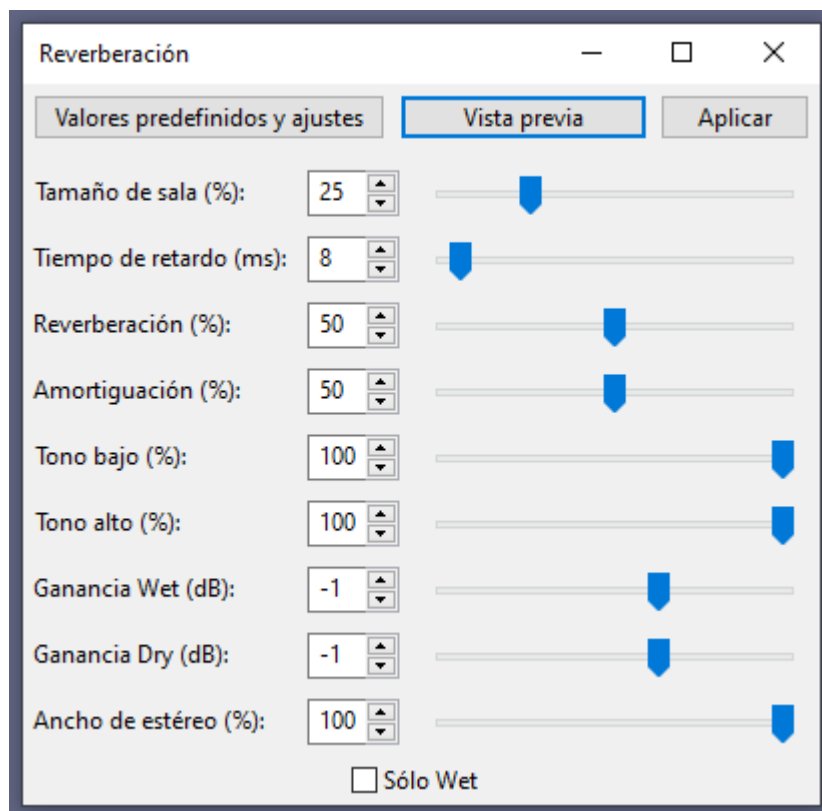 Reverberación
Valores predefinidos y ajustes Vista previa Aplicar
Tamaño de sala (%): 25
Tiempo de retardo (ms): 8
Reverberación (%): 50
Amortiguación (%): 50
Tono bajo (%): 100
Tono alto (%): 100
Ganancia Wet (dB): -1
Ganancia Dry (dB): -1
Ancho de estéreo (%): 100
Sólo Wet